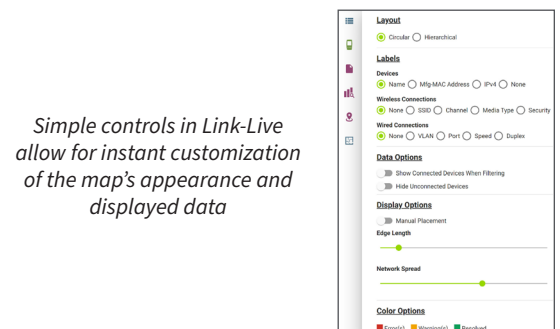 Simple controls in Link-Live
allow for instant customization
of the map's appearance and
displayed data
Layout
Circular Hierarchical
Labels
Devices
Name Mfg-MAC Address IPv4 None
Wireless Connections
None SSID Channel Media Type Security
Wired Connections
None VLAN Port Speed Duplex
Data Options
Show Connected Devices When Filtering
Hide Unconnected Devices
Display Options
Manual Placement
Edge Length
Network Spread
Color Options
Error(s) Warning(s) Resolved